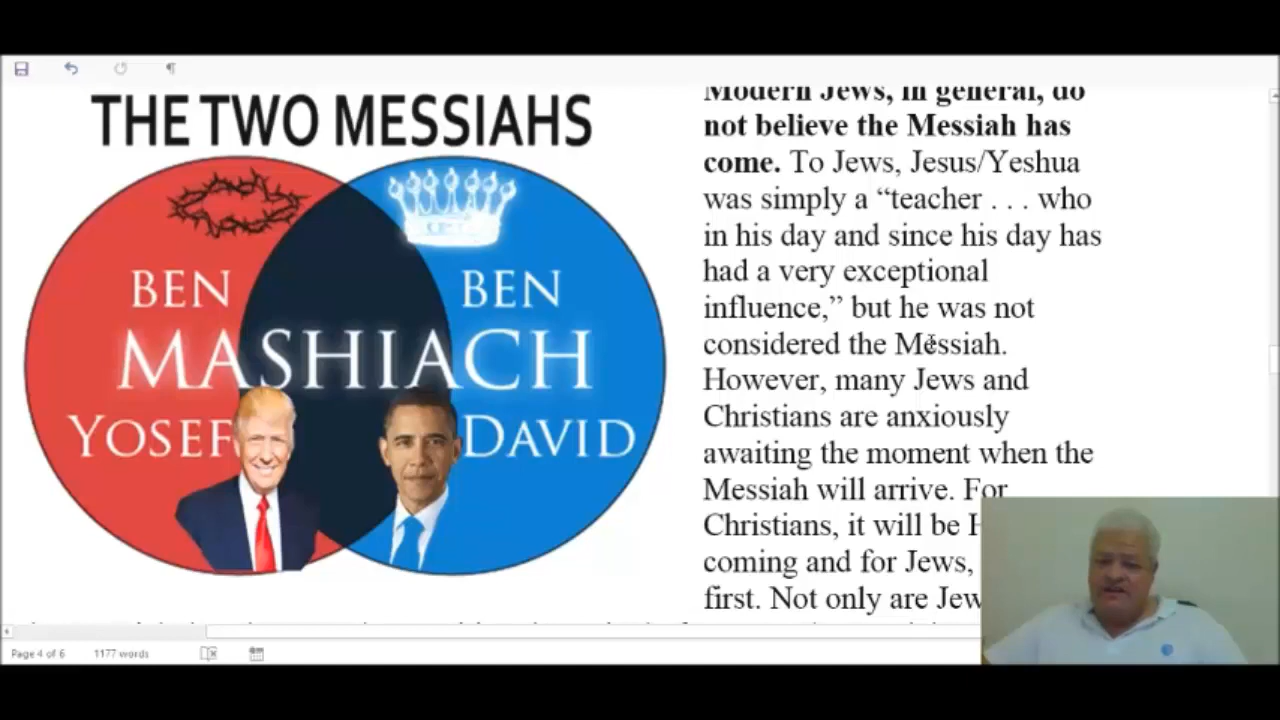 THE TWO MESSIAHS
BEN
BEN
MASHIACH
YOSEF
DAVID
Modern Jews, in general, do
not believe the Messiah has
come. To Jews, Jesus/Yeshua
was simply a “teacher . . . who
in his day and since his day has
had a very exceptional
influence,” but he was not
considered the Messiah.
However, many Jews and
Christians are anxiously
awaiting the moment when the
Messiah will arrive. For
Christians, it will be
coming and for Jews,
first. Not only are Jew
Page 4 of 6
1177 words